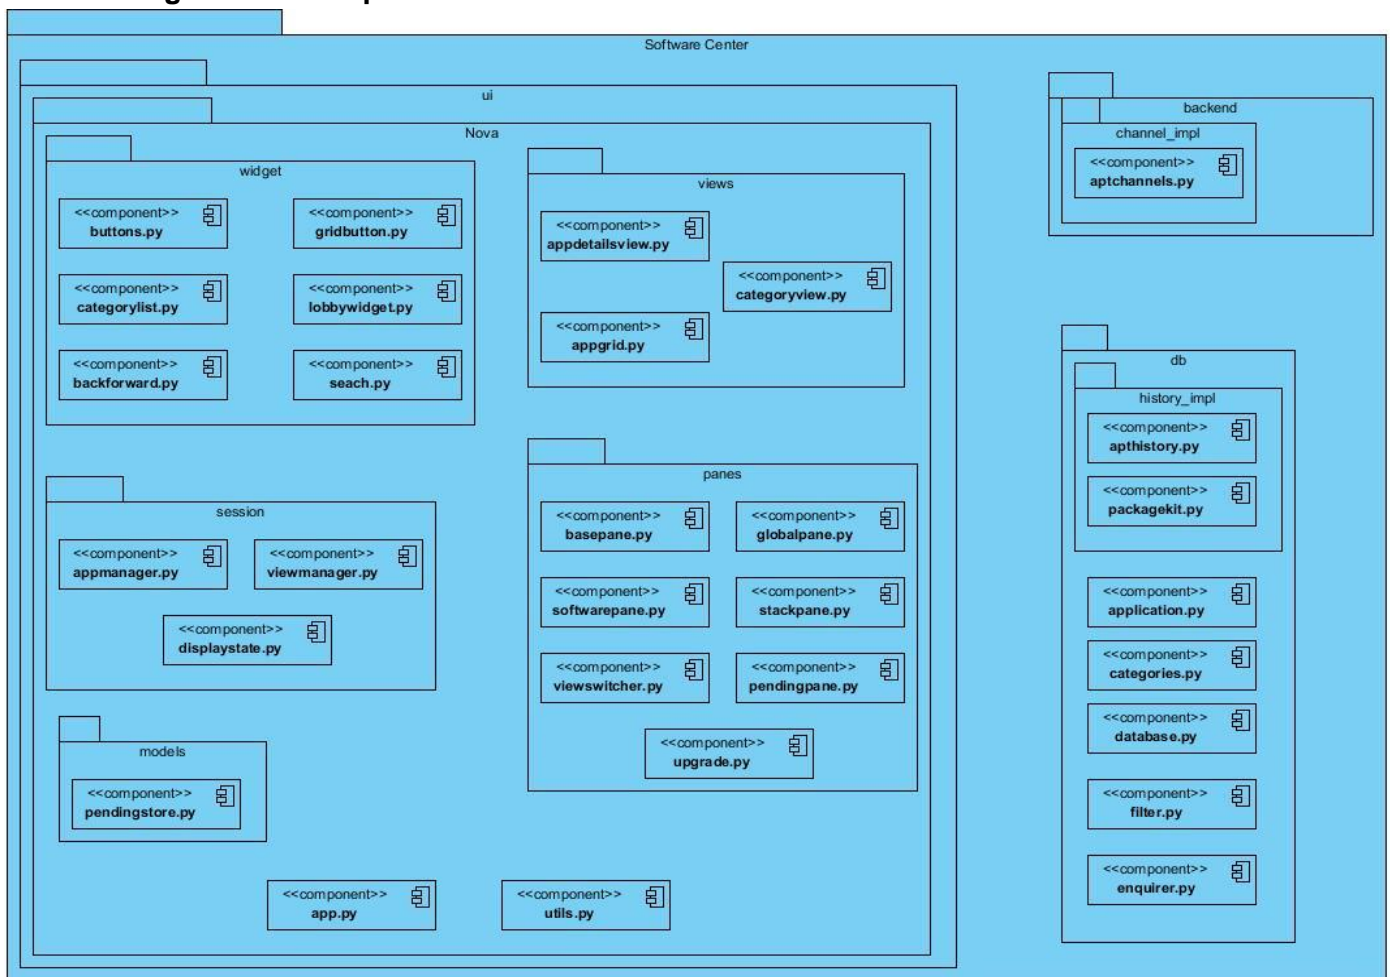 Software Center
ui
Nova
widget
<<component>>
buttons.py
<<component>>
gridbutton.py
<<component>>
categorylist.py
<<component>>
lobbywidget.py
<<component>>
backforward.py
<<component>>
seach.py
views
<<component>>
appdetailsview.py
<<component>>
categoryview.py
<<component>>
appgrid.py
session
<<component>>
appmanager.py
<<component>>
viewmanager.py
<<component>>
displaystate.py
panes
<<component>>
basepane.py
<<component>>
globalpane.py
<<component>>
softwarepane.py
<<component>>
stackpane.py
<<component>>
viewswitcher.py
<<component>>
pendingpane.py
<<component>>
upgrade.py
models
<<component>>
pendingstore.py
<<component>>
app.py
<<component>>
utils.py
backend
channel_impl
<<component>>
aptchannels.py
db
history_impl
<<component>>
apthistory.py
<<component>>
packagekit.py
<<component>>
application.py
<<component>>
categories.py
<<component>>
database.py
<<component>>
filter.py
<<component>>
enquirer.py